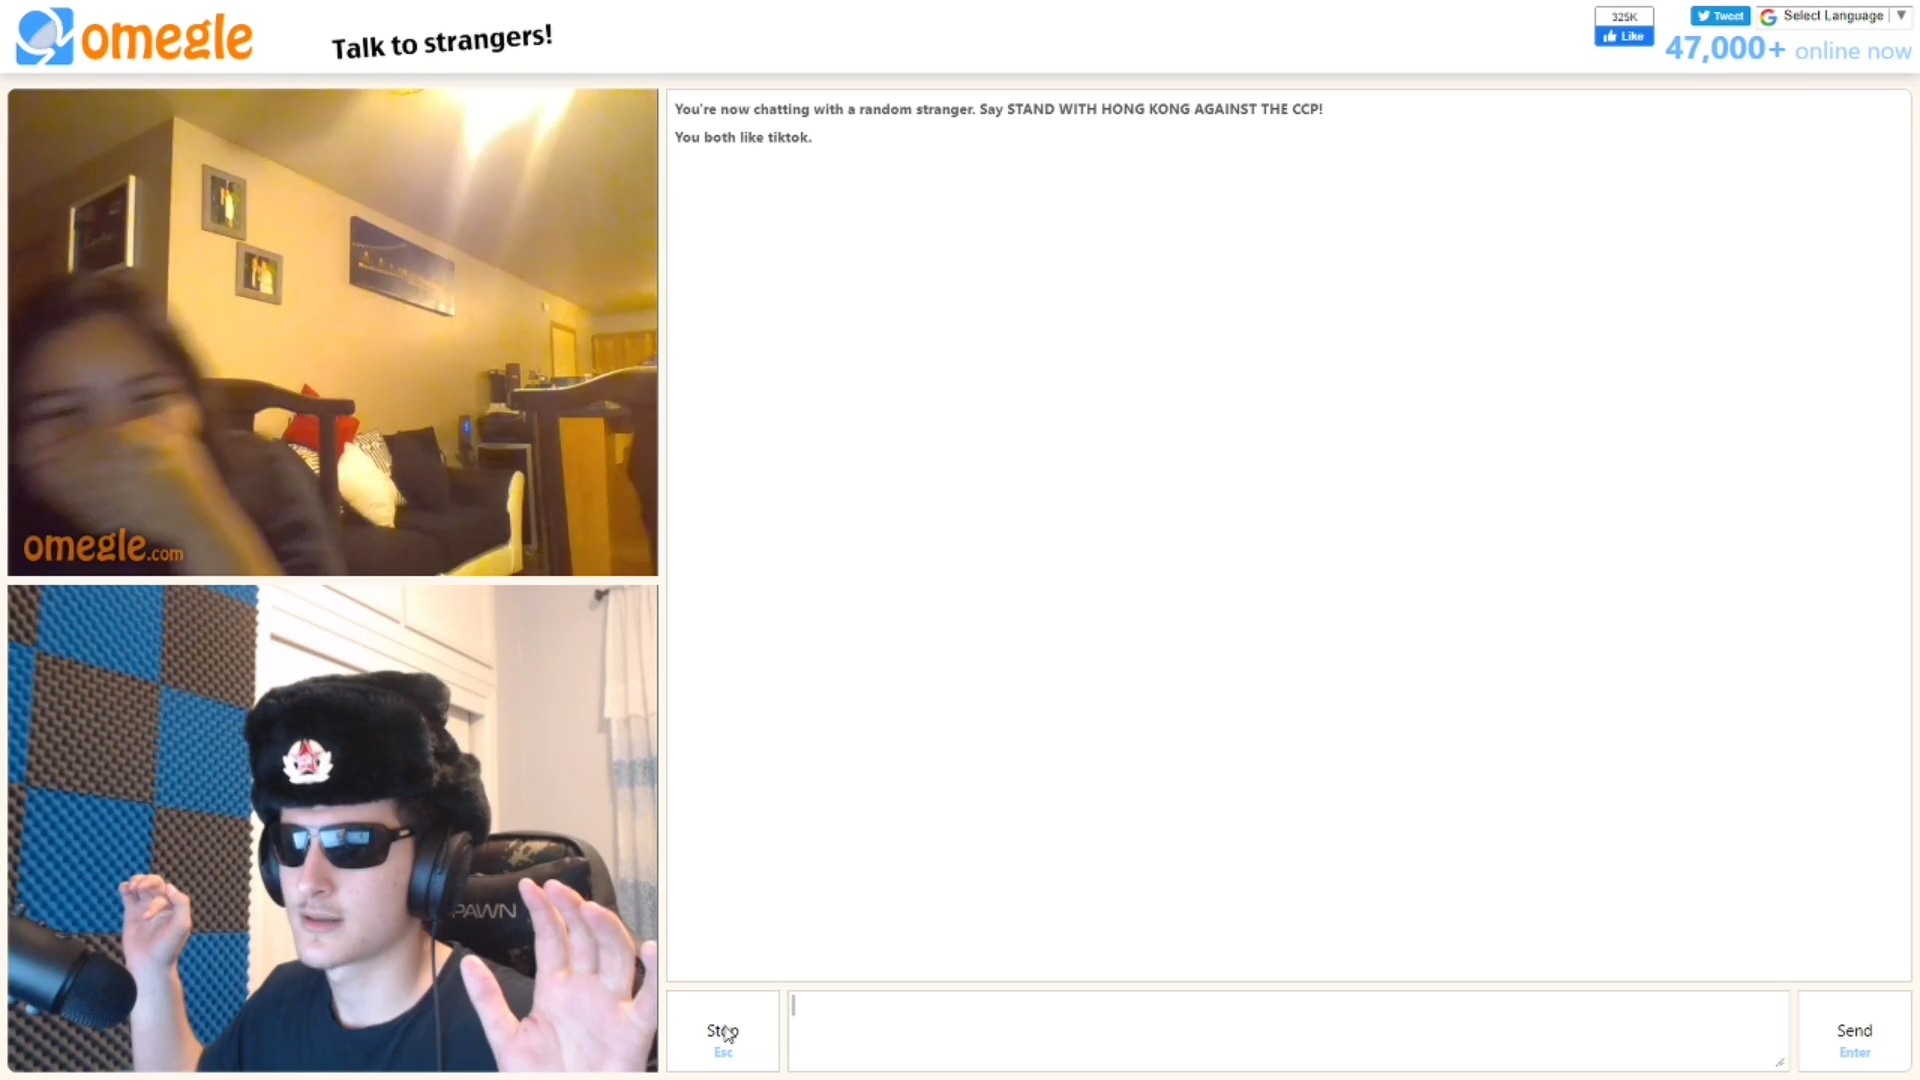 omegle
Talk to strangers!
325K
Like
Tweet
Select Language
47,000+ online now
You're now chatting with a random stranger. Say STAND WITH HONG KONG AGAINST THE CCP!
You both like tiktok.
omegle.com
PAWN
Stop
Esc
Send
Enter